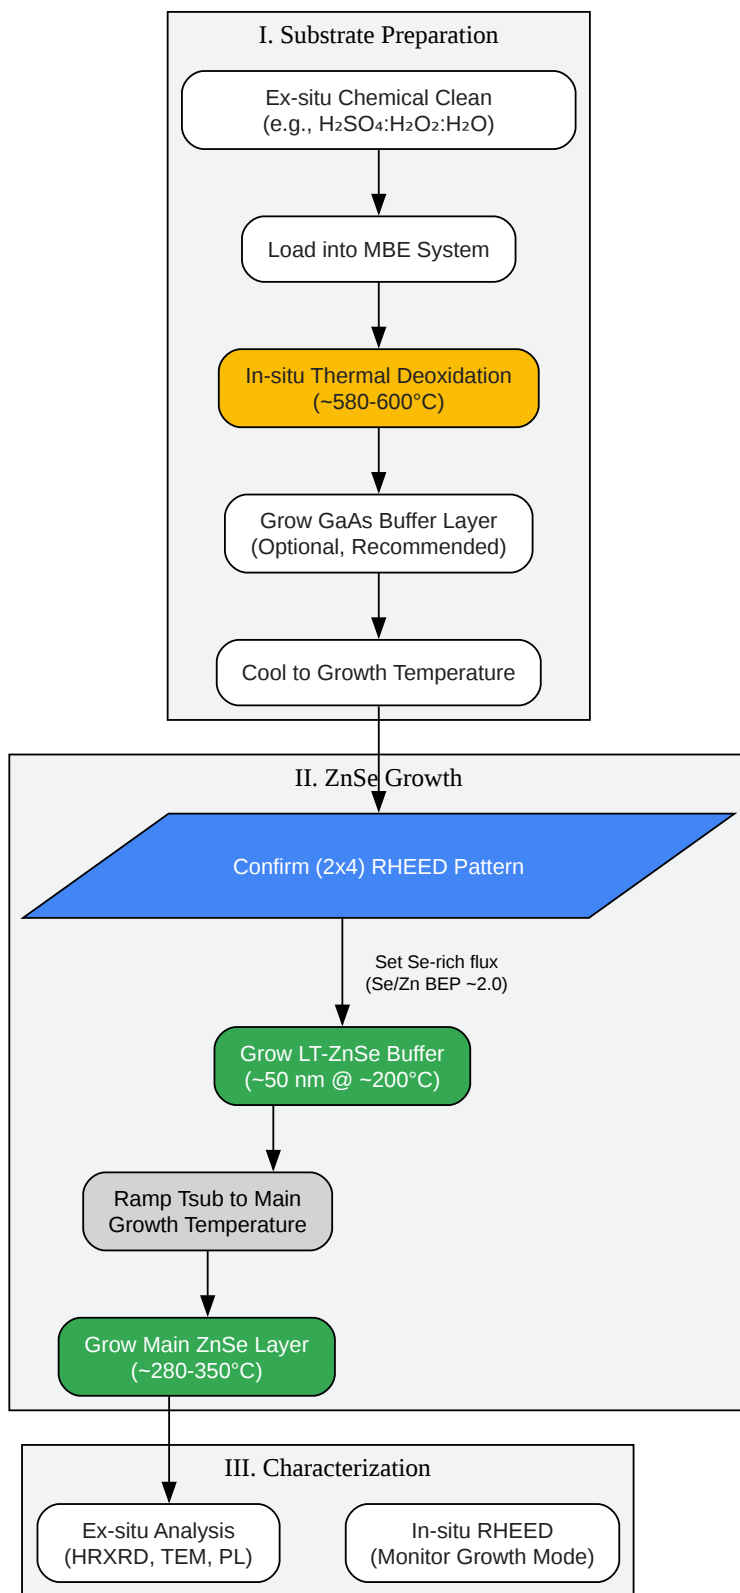 I. Substrate Preparation
Ex-situ Chemical Clean
(e.g., H₂SO₄:H₂O₂:H₂O)
Load into MBE System
In-situ Thermal Deoxidation
(~580-600°C)
Grow GaAs Buffer Layer
(Optional, Recommended)
Cool to Growth Temperature
II. ZnSe Growth
Confirm (2x4) RHEED Pattern
Set Se-rich flux
(Se/Zn BEP ~2.0)
Grow LT-ZnSe Buffer
(~50 nm @ ~200°C)
Ramp Tsub to Main
Growth Temperature
Grow Main ZnSe Layer
(~280-350°C)
III. Characterization
Ex-situ Analysis
(HRXRD, TEM, PL)
In-situ RHEED
(Monitor Growth Mode)